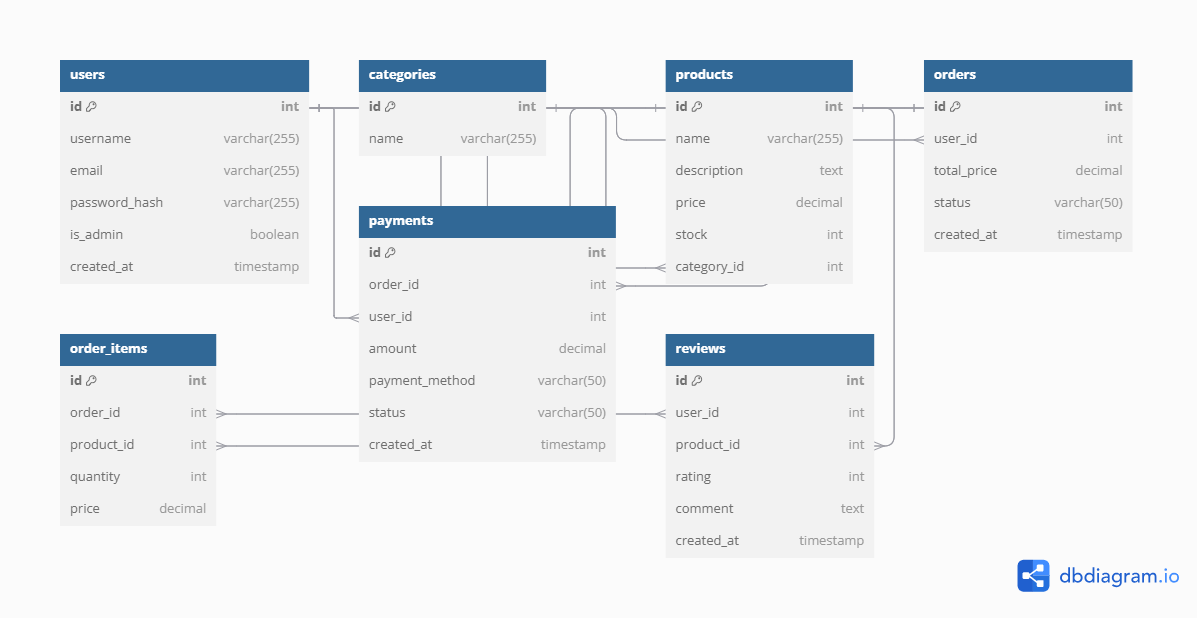 users
id int
username varchar(255)
email varchar(255)
password_hash varchar(255)
is_admin boolean
created_at timestamp
categories
id int
name varchar(255)
products
id int
name varchar(255)
description text
price decimal
stock int
category_id int
orders
id int
user_id int
total_price decimal
status varchar(50)
created_at timestamp
payments
id int
order_id int
user_id int
amount decimal
payment_method varchar(50)
status varchar(50)
created_at timestamp
order_items
id int
order_id int
product_id int
quantity int
price decimal
reviews
id int
user_id int
product_id int
rating int
comment text
created_at timestamp
dbdiagram.io